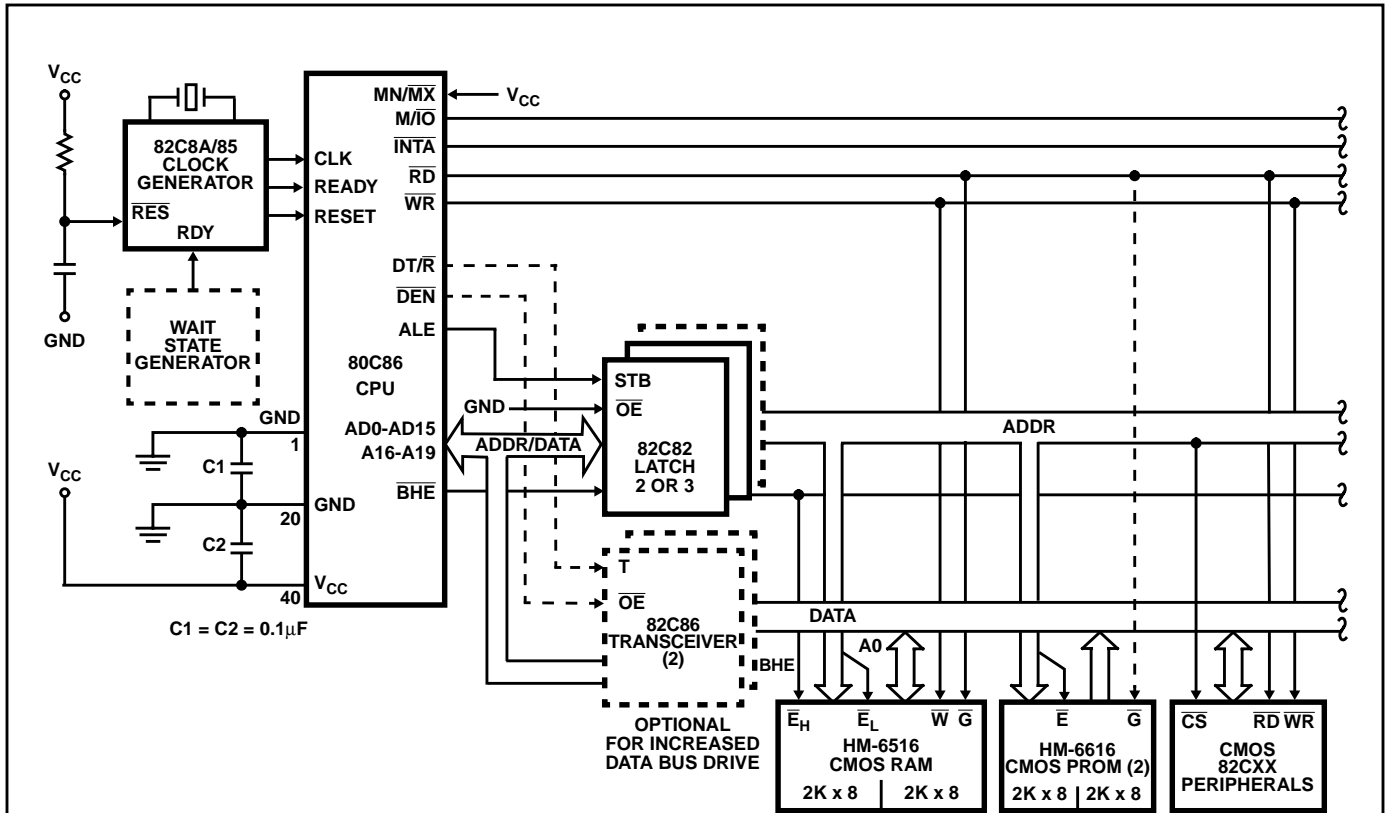 VCC
82C8A/85
CLOCK
GENERATOR
RES
RDY
WAIT
STATE
GENERATOR
GND
CLK
READY
RESET
MN/MX
VCC
M/IO
INTA
RD
WR
DT/R
DEN
ALE
80C86
CPU
AD0-AD15
A16-A19
BHE
GND
1
C1
VCC
GND
20
C2
VCC
40
C1 = C2 = 0.1μF
GND
ADDR/DATA
STB
OE
82C82
LATCH
2 OR 3
ADDR
T
OE
82C86
TRANSCEIVER
(2)
OPTIONAL
FOR INCREASED
DATA BUS DRIVE
DATA
A0
BHE
EH
EL
W
G
HM-6516
CMOS RAM
2K x 8
2K x 8
E
G
HM-6616
CMOS PROM (2)
2K x 8
2K x 8
CS
RD
WR
CMOS
82CXX
PERIPHERALS